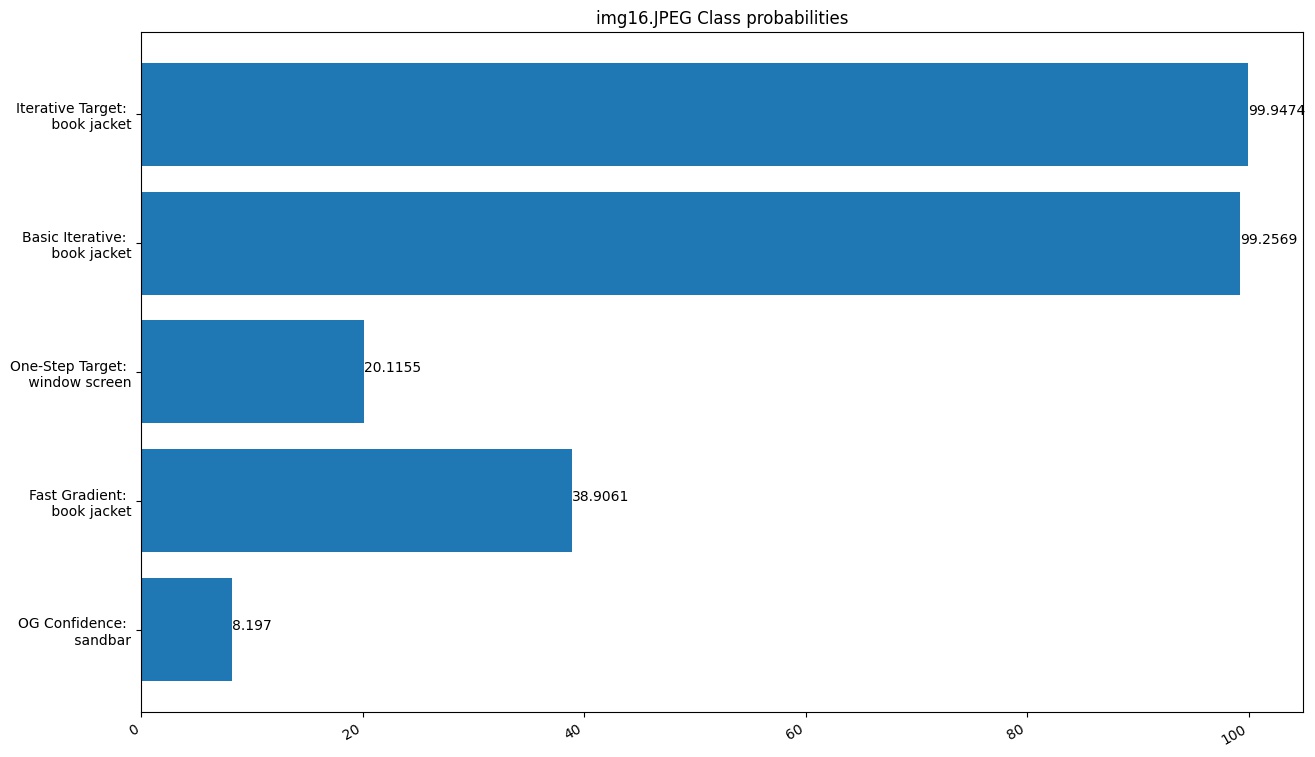 img16.JPEG Class probabilities
Iterative Target:
book jacket
99.9474
Basic Iterative:
book jacket
99.2569
One-Step Target:
window screen
20.1155
Fast Gradient:
book jacket
38.9061
OG Confidence:
sandbar
8.197
0 20 40 60 80 100